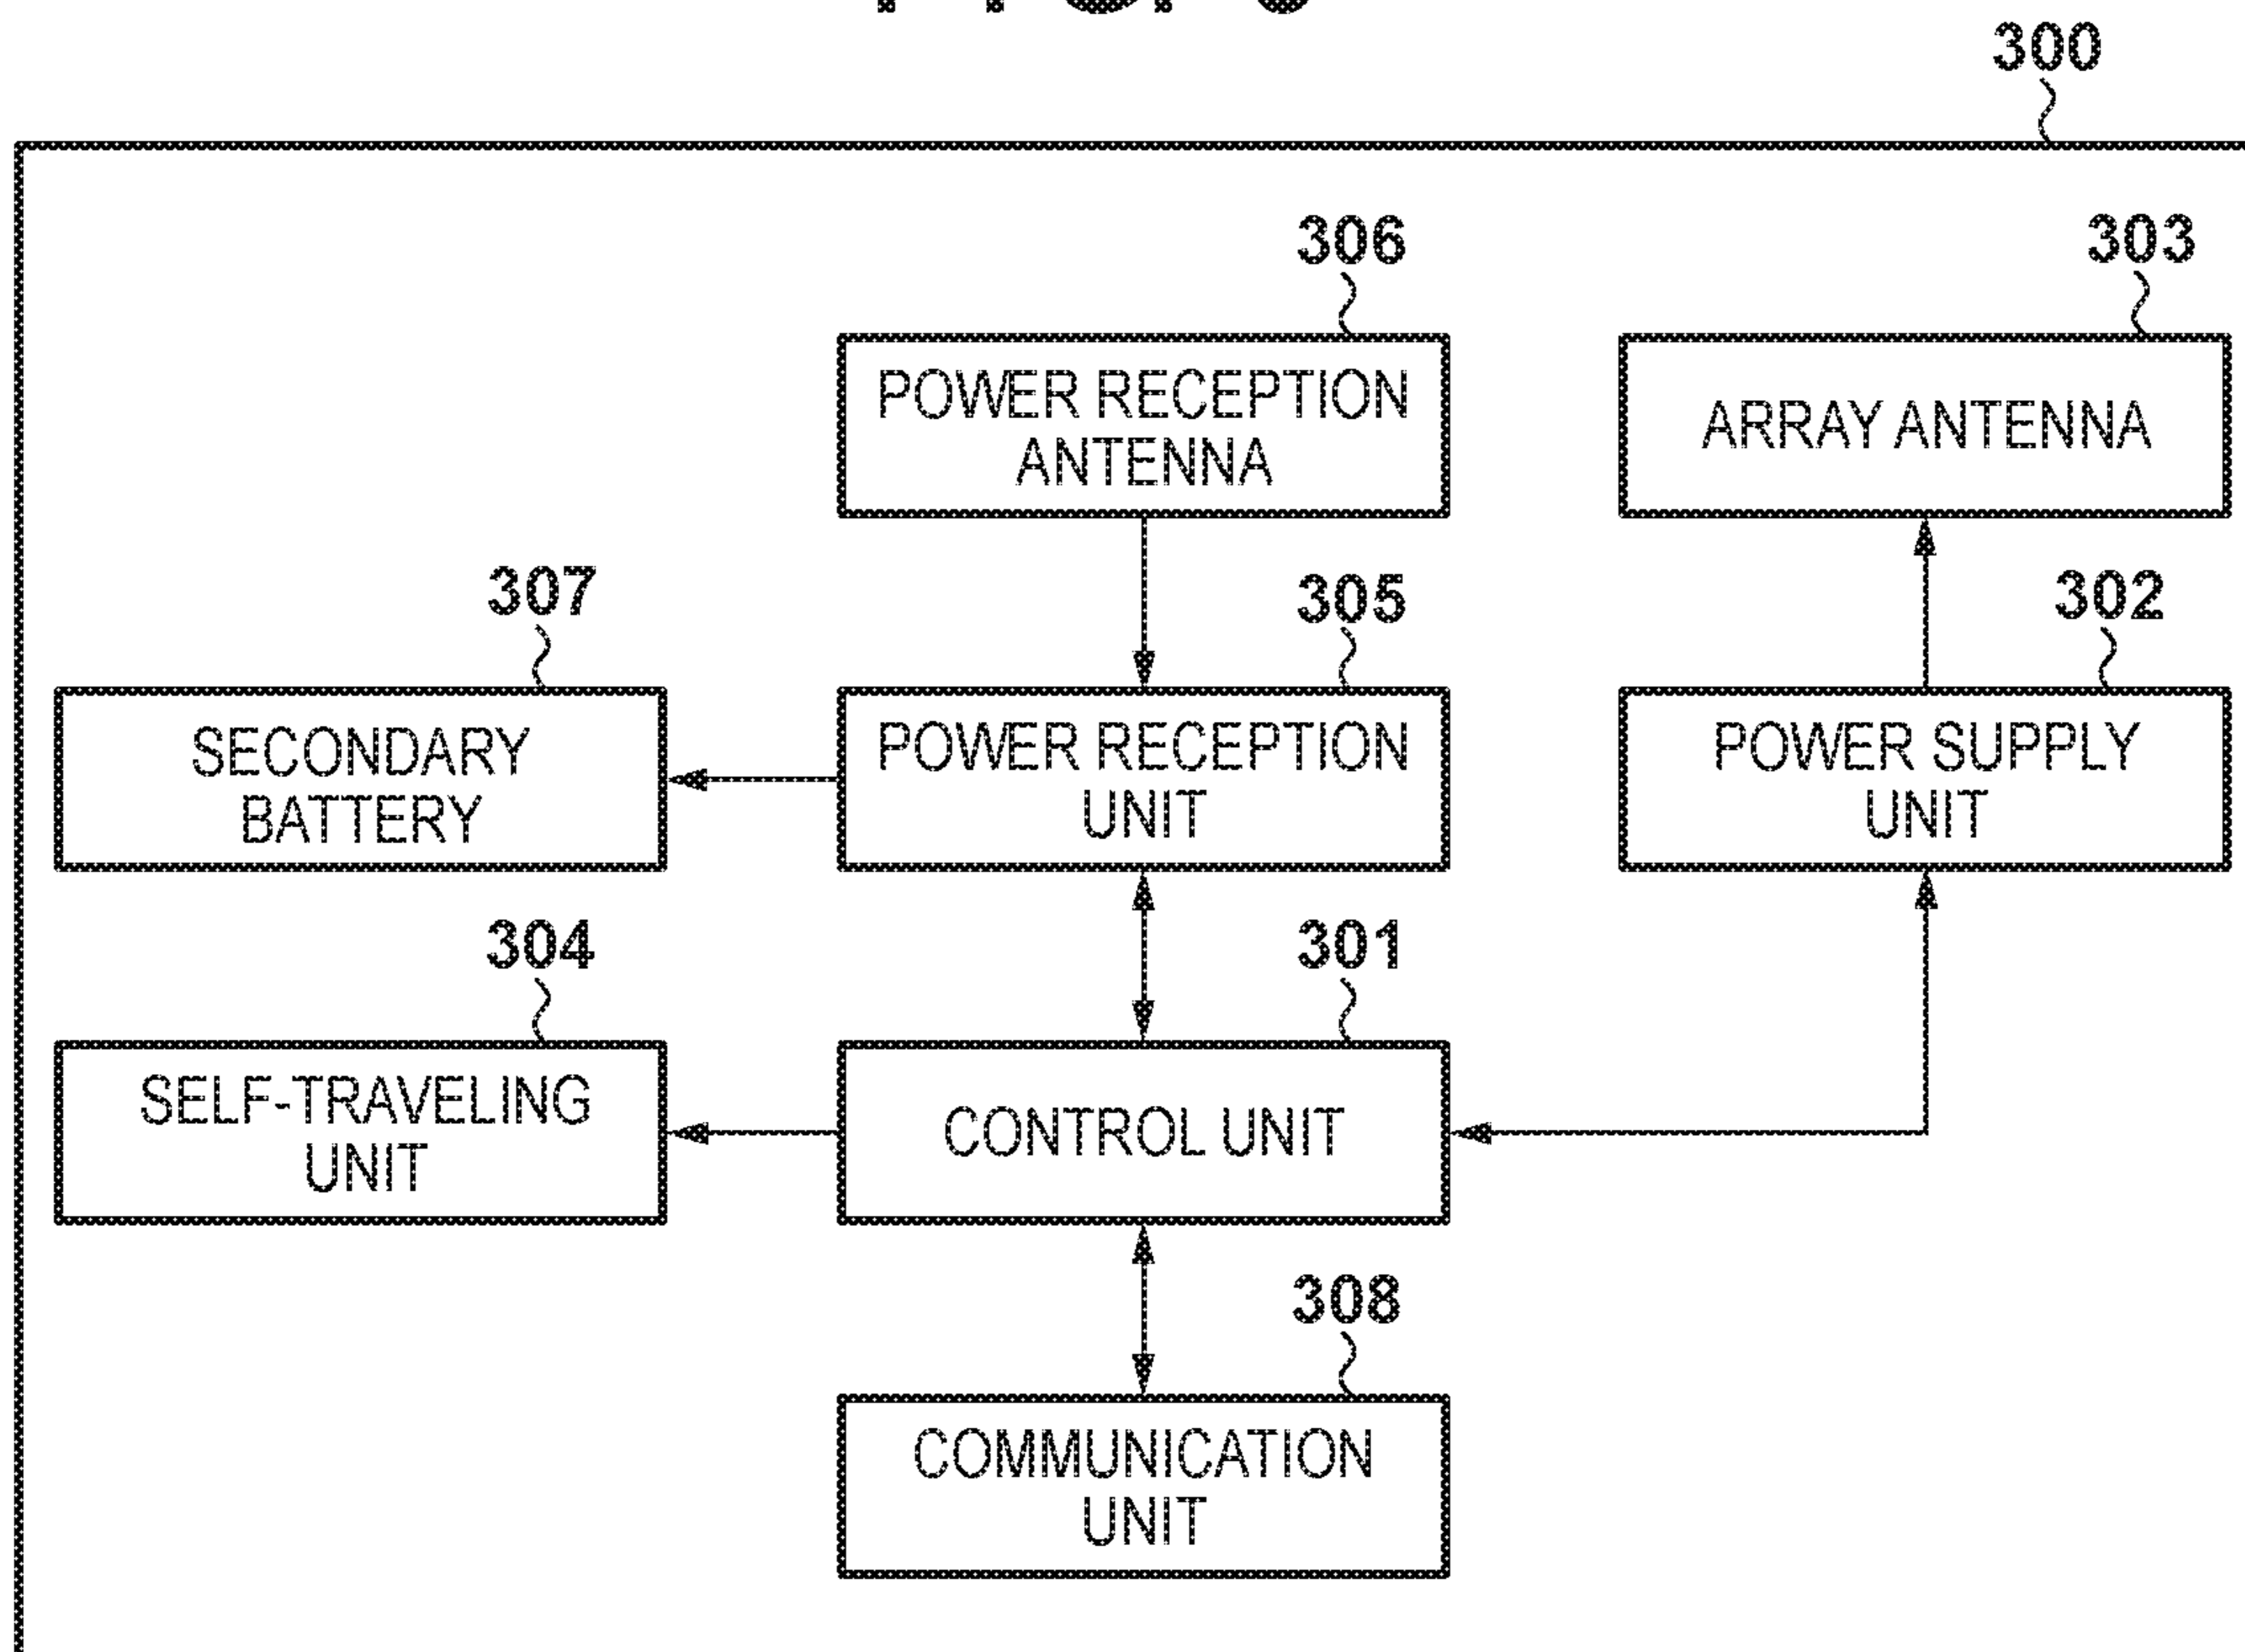 300
306
303
POWER RECEPTION
ANTENNA
ARRAY ANTENNA
307
305
302
SECONDARY
BATTERY
POWER RECEPTION
UNIT
POWER SUPPLY
UNIT
304
301
SELF-TRAVELING
UNIT
CONTROL UNIT
308
COMMUNICATION
UNIT